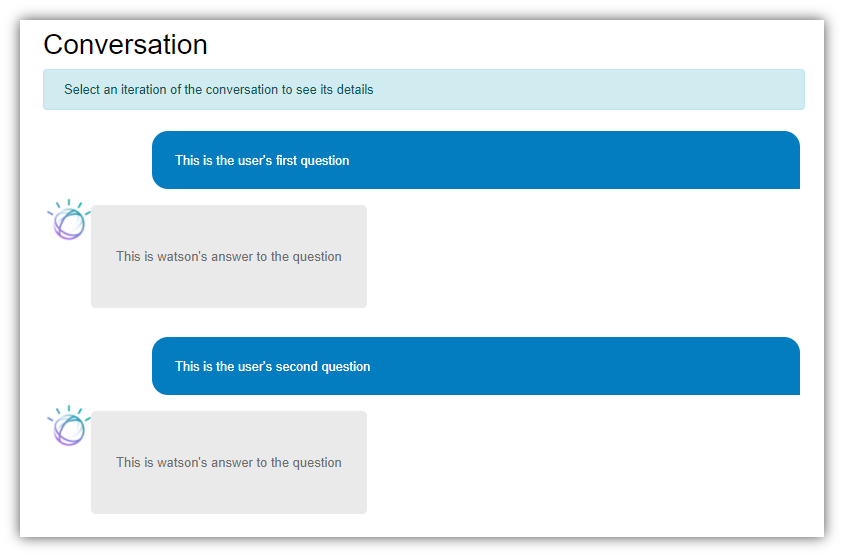 Conversation
Select an iteration of the conversation to see its details
This is the user's first question
This is watson's answer to the question
This is the user's second question
This is watson's answer to the question